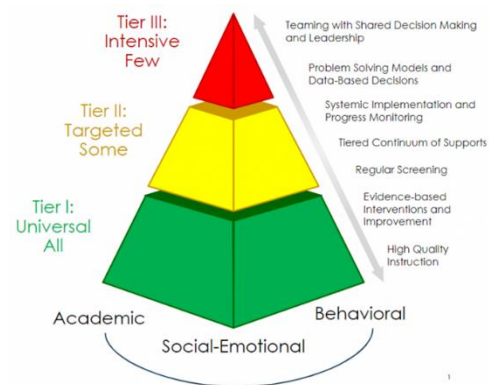 Tier III:
Intensive
Few
Tier II:
Targeted
Some
Tier I:
Universal
All
Teaming with Shared Decision Making
and Leadership
Problem Solving Models and
Data-Based Decisions
Systemic Implementation and
Progress Monitoring
Tiered Continuum of Supports
Regular Screening
Evidence-based
Interventions and
Improvement
High Quality
Instruction
Academic
Social-Emotional
Behavioral
1